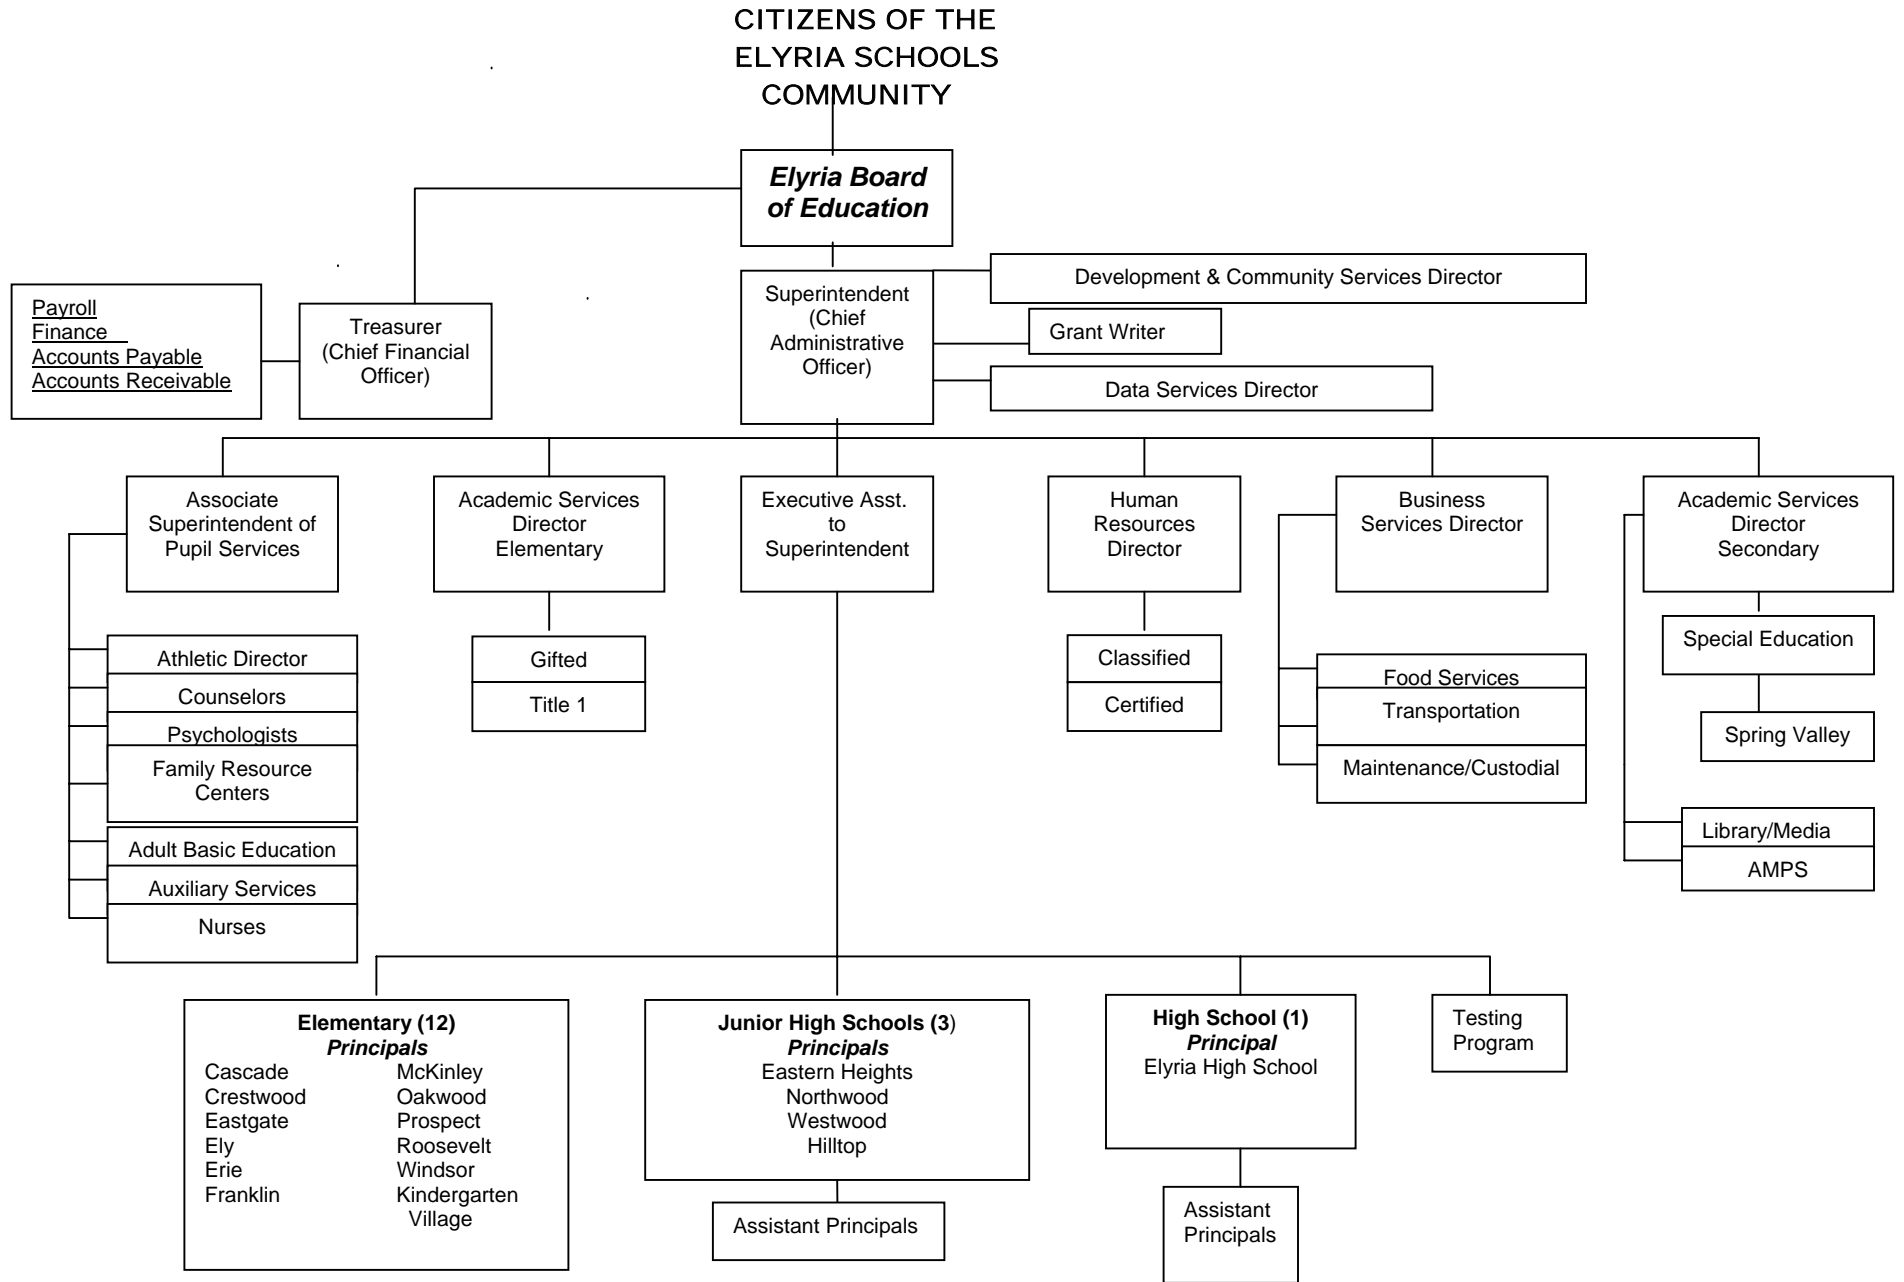 CITIZENS OF THE
ELYRIA SCHOOLS
COMMUNITY
Elyria Board
of Education
Payroll
Finance
Accounts Payable
Accounts Receivable
Treasurer
(Chief Financial
Officer)
Superintendent
(Chief
Administrative
Officer)
Development & Community Services Director
Grant Writer
Data Services Director
Associate
Superintendent of
Pupil Services
Academic Services
Director
Elementary
Executive Asst.
to
Superintendent
Human
Resources
Director
Business
Services Director
Academic Services
Director
Secondary
Athletic Director
Counselors
Psychologists
Family Resource
Centers
Adult Basic Education
Auxiliary Services
Nurses
Gifted
Title 1
Classified
Certified
Food Services
Transportation
Maintenance/Custodial
Special Education
Spring Valley
Library/Media
AMPS
Elementary (12)
Principals
Cascade
Crestwood
Eastgate
Ely
Erie
Franklin
McKinley
Oakwood
Prospect
Roosevelt
Windsor
Kindergarten
Village
Junior High Schools (3)
Principals
Eastern Heights
Northwood
Westwood
Hilltop
Assistant Principals
High School (1)
Principal
Elyria High School
Assistant
Principals
Testing
Program